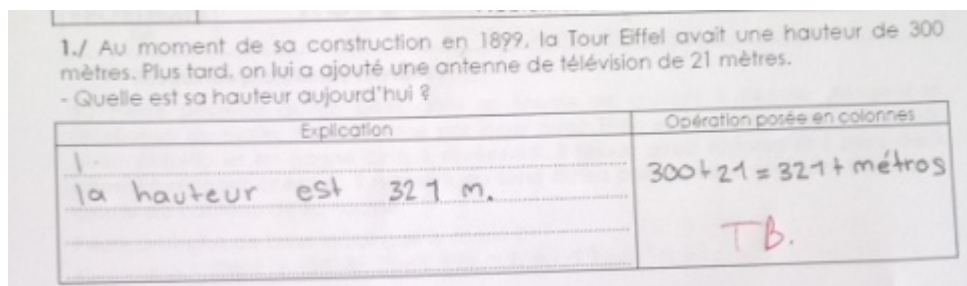 1./ Au moment de sa construction en 1899, la Tour Eiffel avait une hauteur de 300
mètres. Plus tard, on lui a ajouté une antenne de télévision de 21 mètres.
- Quelle est sa hauteur aujourd'hui ?
Explication
Opération posée en colonnes
1.
la hauteur est 321 m.
300+21 = 321+ métros
TB.